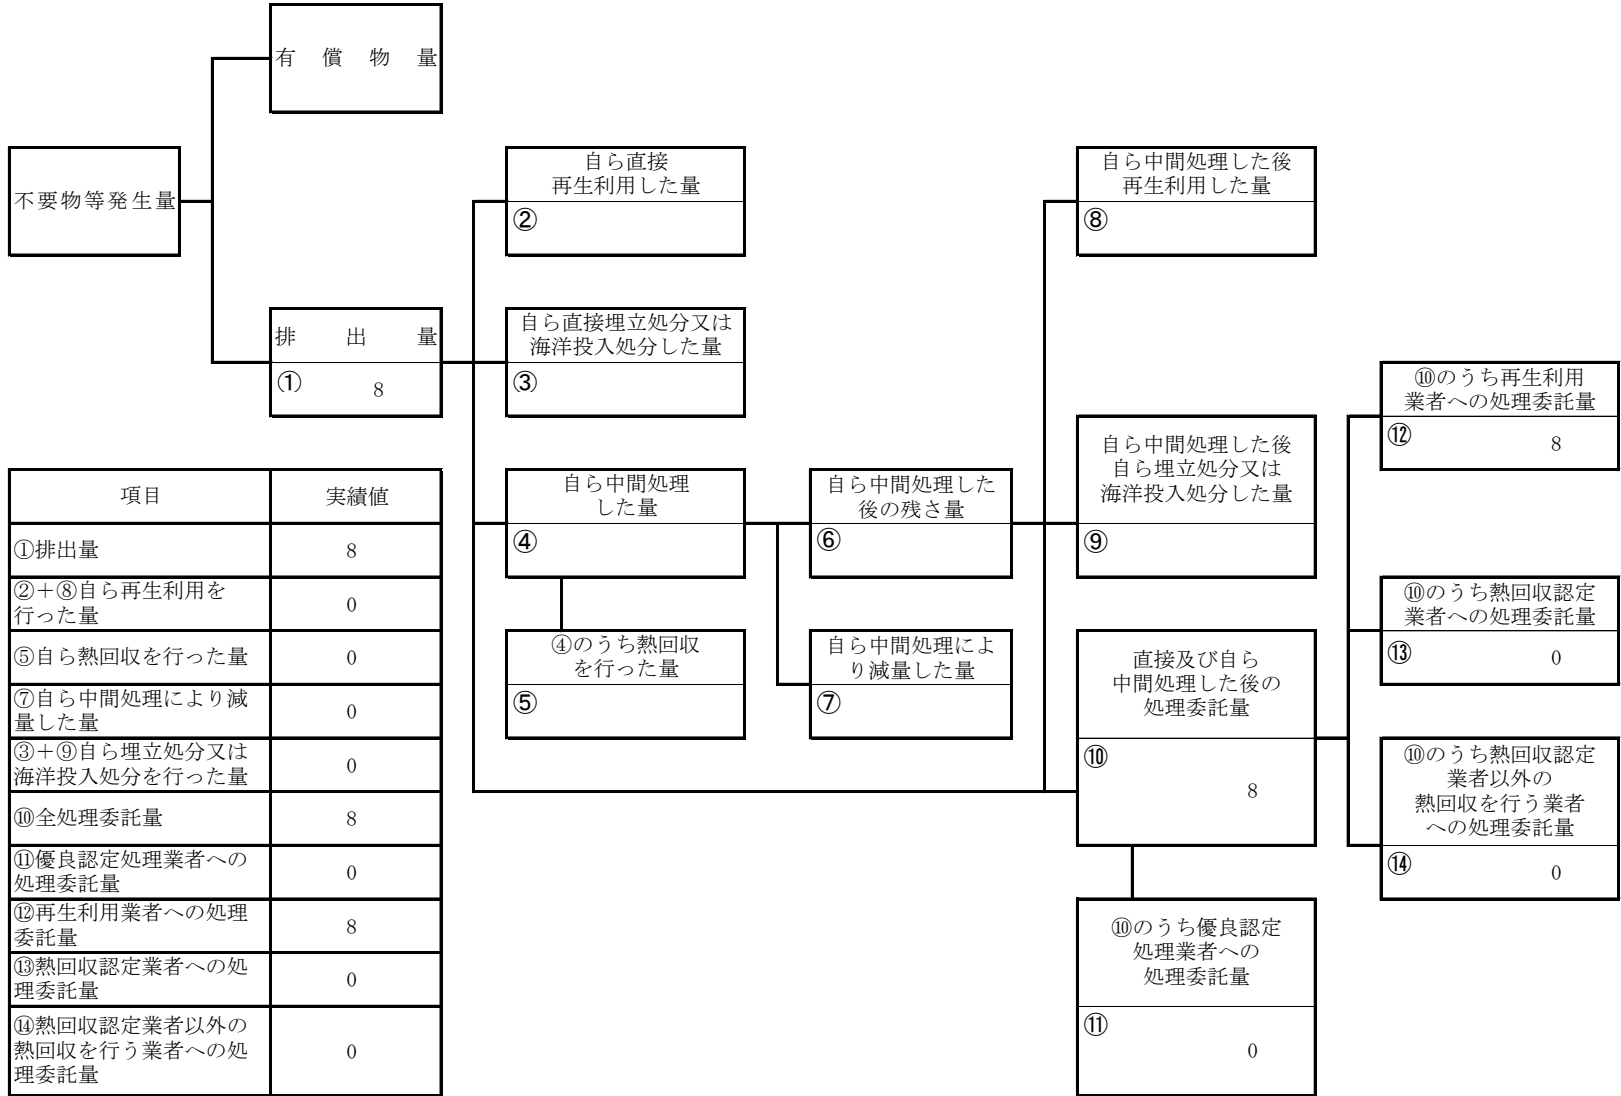 有償物量
不要物等発生量
排出量
① 8
自ら直接
再生利用した量
②
自ら直接埋立処分又は
海洋投入処分した量
③
自ら中間処理
した量
④
④のうち熱回収
を行った量
⑤
自ら中間処理した
後の残さ量
⑥
自ら中間処理によ
り減量した量
⑦
自ら中間処理した後
再生利用した量
⑧
自ら中間処理した後
自ら埋立処分又は
海洋投入処分した量
⑨
直接及び自ら
中間処理した後の
処理委託量
⑩
8
⑩のうち優良認定
処理業者への
処理委託量
⑪
0
⑩のうち再生利用
業者への処理委託量
⑫ 8
⑩のうち熱回収認定
業者への処理委託量
⑬ 0
⑩のうち熱回収認定
業者以外の
熱回収を行う業者
への処理委託量
⑭ 0
項目 実績値
①排出量 8
②+⑧自ら再生利用を
行った量 0
⑤自ら熱回収を行った量 0
⑦自ら中間処理により減
量した量 0
③+⑨自ら埋立処分又は
海洋投入処分を行った量 0
⑩全処理委託量 8
⑪優良認定処理業者への
処理委託量 0
⑫再生利用業者への処理
委託量 8
⑬熱回収認定業者への処
理委託量 0
⑭熱回収認定業者以外の
熱回収を行う業者への処
理委託量 0